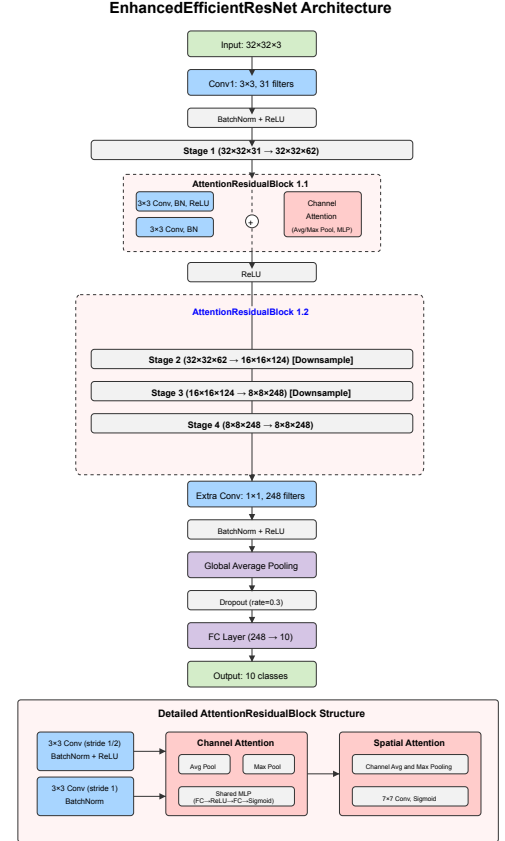 EnhancedEfficientResNet Architecture
Input: 32×32×3
Conv1: 3×3, 31 filters
BatchNorm + ReLU
Stage 1 (32×32×31 → 32×32×62)
AttentionResidualBlock 1.1
3×3 Conv, BN, ReLU
3×3 Conv, BN
+
Channel
Attention
(Avg/Max Pool, MLP)
ReLU
AttentionResidualBlock 1.2
Stage 2 (32×32×62 → 16×16×124) [Downsample]
Stage 3 (16×16×124 → 8×8×248) [Downsample]
Stage 4 (8×8×248 → 8×8×248)
Extra Conv: 1×1, 248 filters
BatchNorm + ReLU
Global Average Pooling
Dropout (rate=0.3)
FC Layer (248 → 10)
Output: 10 classes
Detailed AttentionResidualBlock Structure
3×3 Conv (stride 1/2)
BatchNorm + ReLU
3×3 Conv (stride 1)
BatchNorm
Channel Attention
Avg Pool
Max Pool
Shared MLP
(FC→ReLU→FC→Sigmoid)
Spatial Attention
Channel Avg and Max Pooling
7×7 Conv, Sigmoid